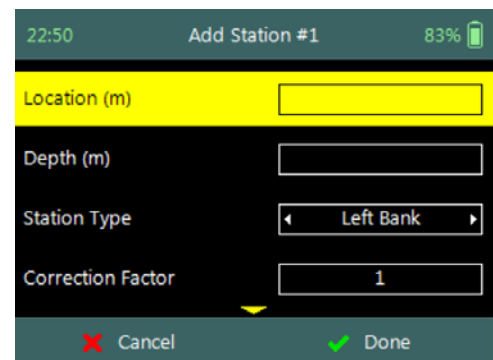 22:50 Add Station #1 83%
Location (m)
Depth (m)
Station Type Left Bank
Correction Factor 1
Cancel Done